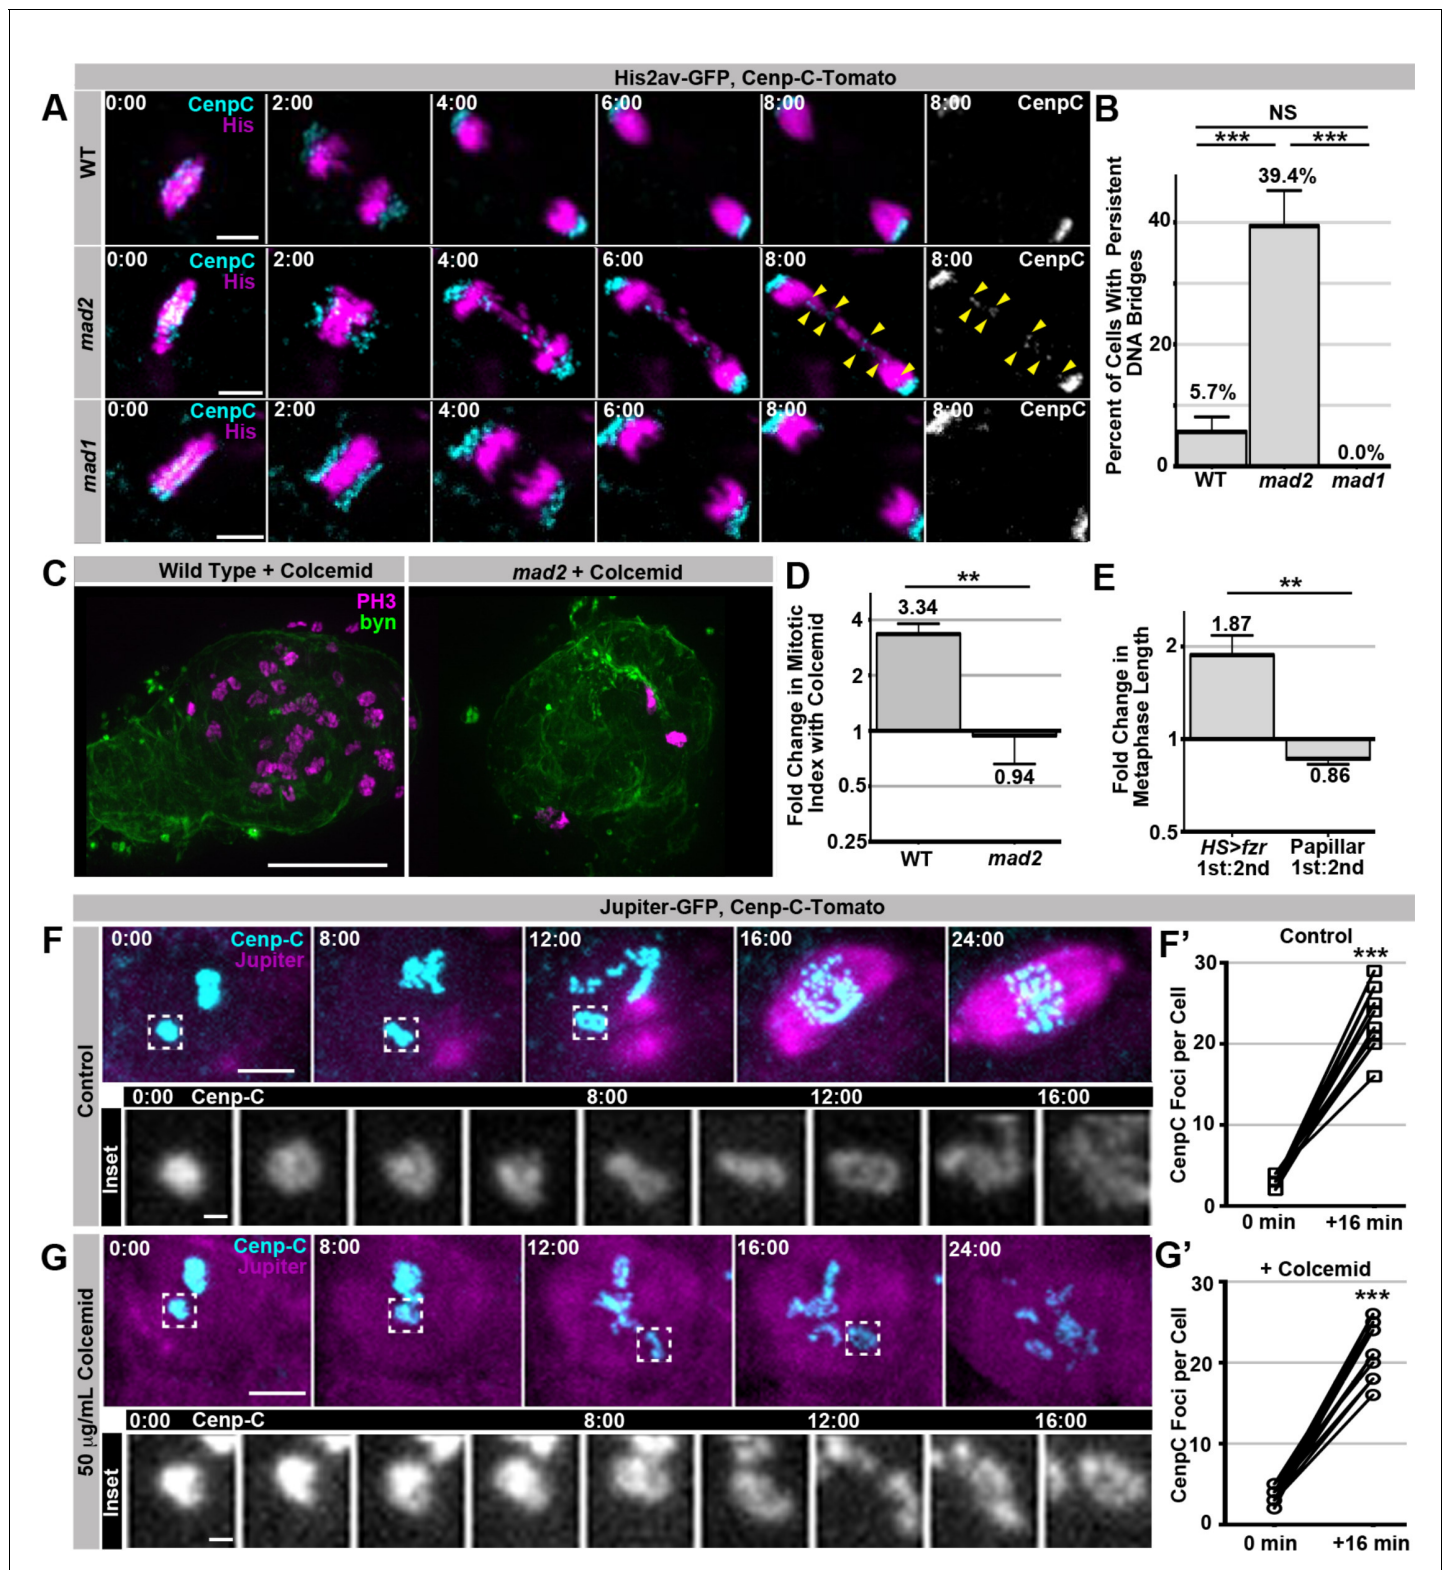 His2av-GFP, Cenp-C-Tomato
A
WT
0:00 CenpC
His
2:00
4:00
6:00
8:00
8:00 CenpC
mad2
0:00 CenpC
His
2:00
4:00
6:00
8:00
8:00 CenpC
mad1
0:00 CenpC
His
2:00
4:00
6:00
8:00
8:00 CenpC
B
Percent of Cells With Persistent
DNA Bridges
NS
*** ***
39.4%
5.7%
0.0%
40
20
0
WT mad2 mad1
C
Wild Type + Colcemid
mad2 + Colcemid
PH3
byn
D
Fold Change in Mitotic
Index with Colcemid
**
3.34
0.94
4
2
1
0.5
0.25
WT mad2
E
Fold Change in
Metaphase Length
**
1.87
0.86
2
1
0.5
HS>fzr
1st:2nd
Papillar
1st:2nd
Jupiter-GFP, Cenp-C-Tomato
F
Control
0:00 Cenp-C
Jupiter
8:00
12:00
16:00
24:00
Inset
0:00 Cenp-C 8:00 12:00 16:00
F’
Control
***
CenpC Foci per Cell
30
20
10
0
0 min +16 min
G
50 µg/mL Colcemid
0:00 Cenp-C
Jupiter
8:00
12:00
16:00
24:00
Inset
0:00 Cenp-C 8:00 12:00 16:00
G’
+ Colcemid
***
CenpC Foci per Cell
30
20
10
0
0 min +16 min